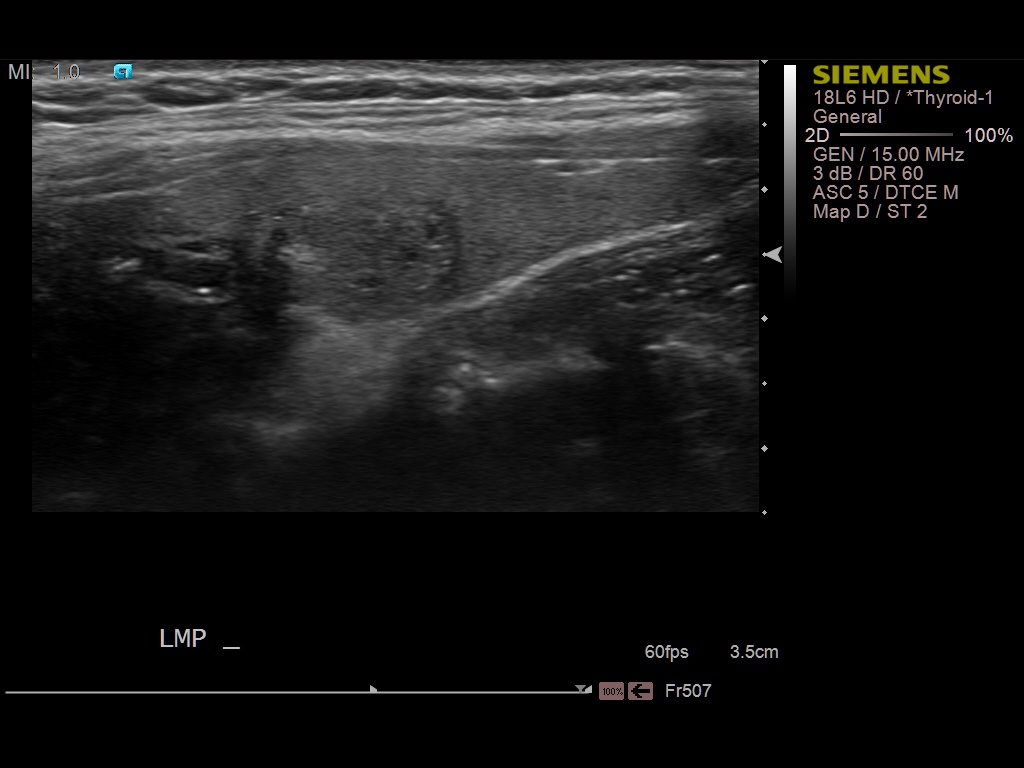 MI: 1.0
SIEMENS
18L6 HD / *Thyroid-1
General
2D 100%
GEN / 15.00 MHz
3 dB / DR 60
ASC 5 / DTCE M
Map D / ST 2
LMP _
60fps 3.5cm
100% Fr507